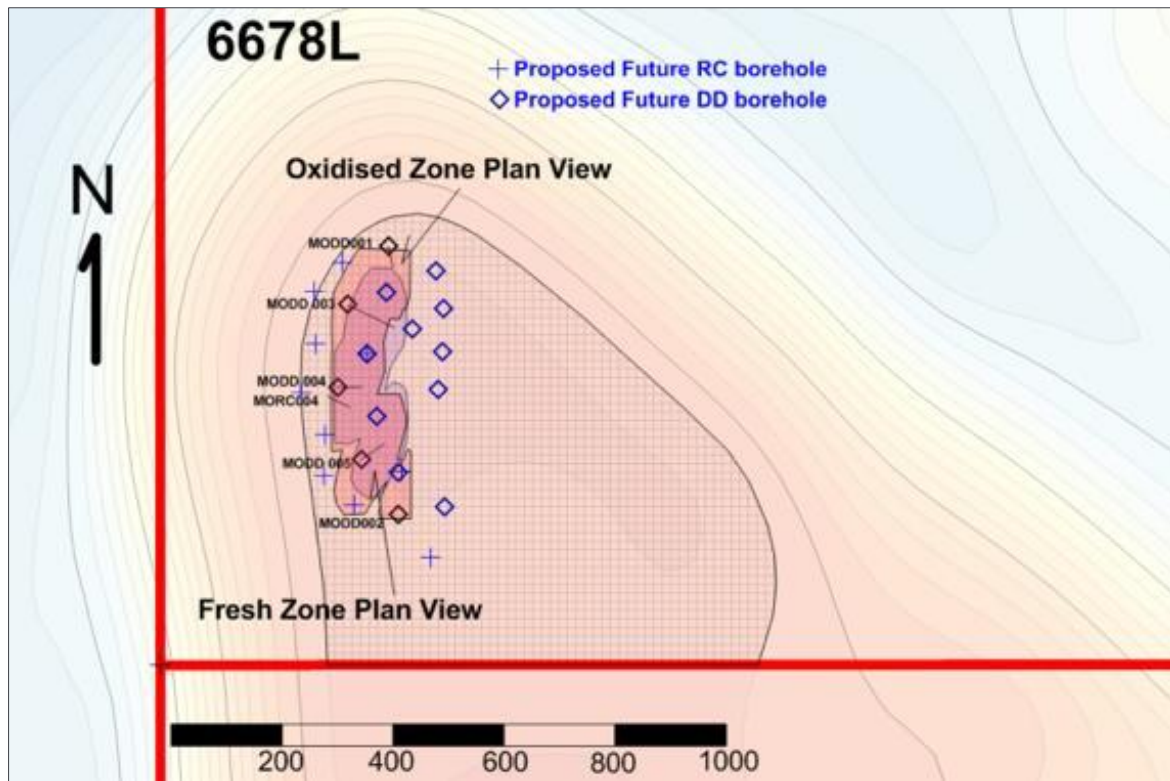 6678L
Proposed Future RC borehole
Proposed Future DD borehole
N
Oxidised Zone Plan View
MODD001
MODD 003
MODD 004
MORC004
MODD 005
MODD002
Fresh Zone Plan View
200 400 600 800 1000